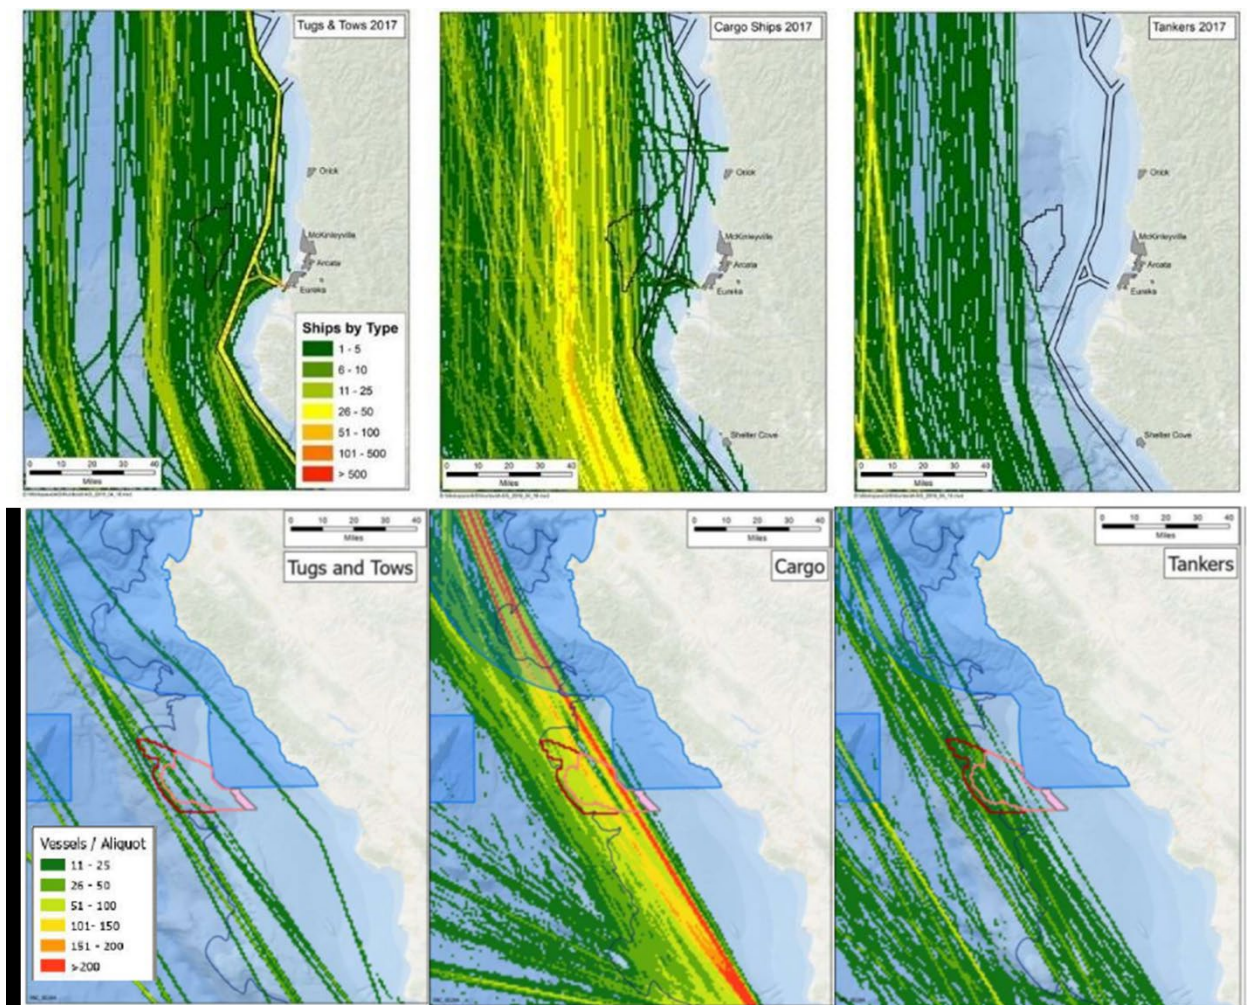 Tugs & Tows 2017
Orick
McKinleyville
Arcata
Eureka
Ships by Type
1 - 5
6 - 10
11 - 25
26 - 50
51 - 100
101 - 500
> 500
0 10 20 40
Miles
Cargo Ships 2017
Orick
McKinleyville
Arcata
Eureka
Shelter Cove
0 10 20 40
Miles
Tankers 2017
Orick
McKinleyville
Arcata
Eureka
Shelter Cove
0 10 20 40
Miles
0 10 20 30 40
Miles
Tugs and Tows
Vessels / Aliquot
11 - 25
26 - 50
51 - 100
101- 150
151 - 200
>200
0 10 20 30 40
Miles
Cargo
0 10 20 30 40
Miles
Tankers